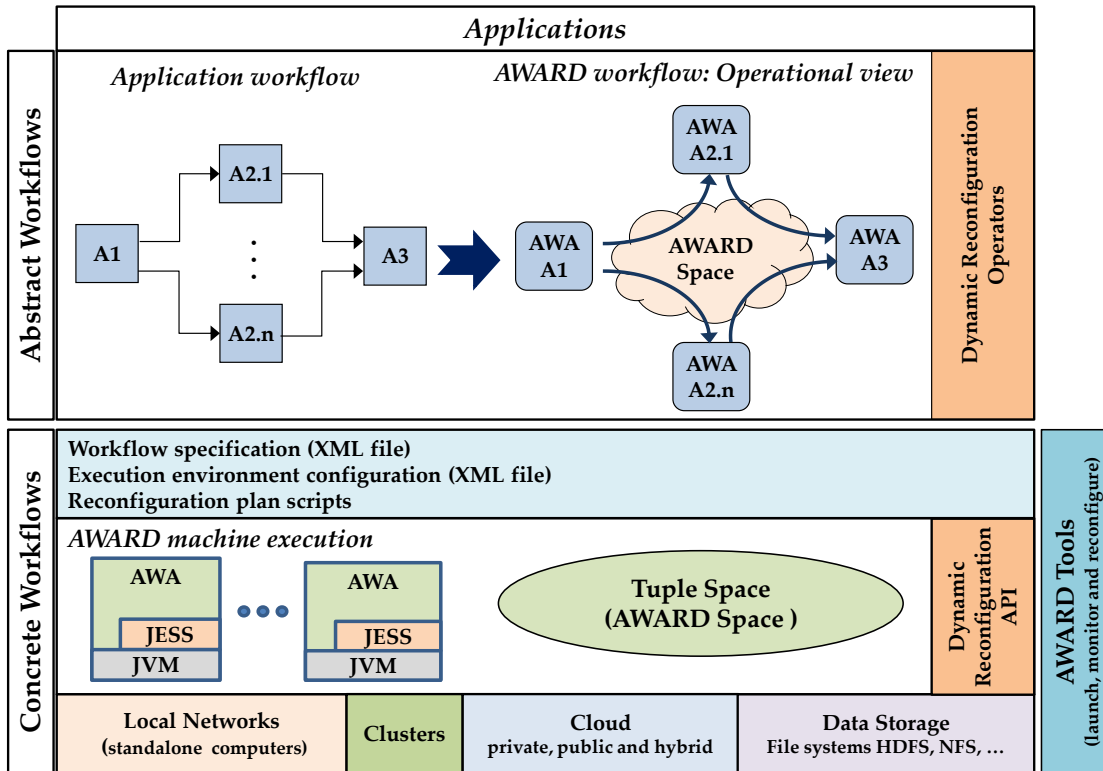 Applications
Abstract Workflows
Application workflow
A1
A2.1
A2.n
A3
AWARD workflow: Operational view
AWA
A2.1
AWA
A1
AWARD
Space
AWA
A3
AWA
A2.n
Dynamic Reconfiguration
Operators
Concrete Workflows
Workflow specification (XML file)
Execution environment configuration (XML file)
Reconfiguration plan scripts
AWARD machine execution
AWA
JESS
JVM
AWA
JESS
JVM
Tuple Space
(AWARD Space )
Dynamic
Reconfiguration
API
Local Networks
(standalone computers)
Clusters
Cloud
private, public and hybrid
Data Storage
File systems HDFS, NFS, …
AWARD Tools
(launch, monitor and reconfigure)